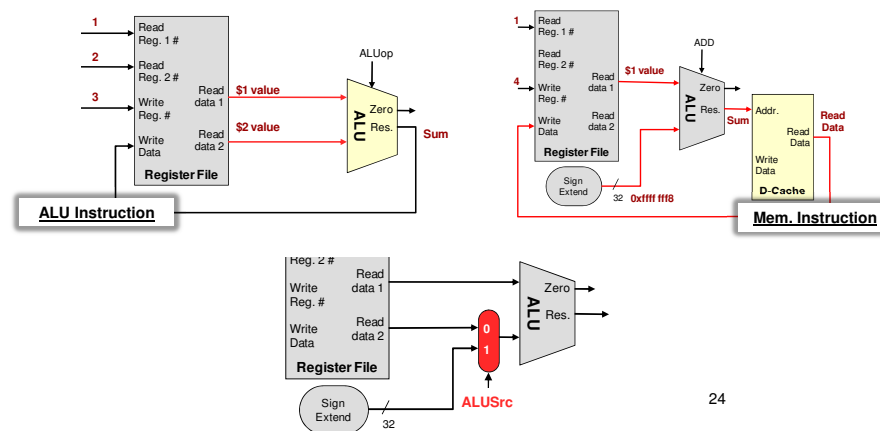 1
Read
Reg. 1 #
2
Read
Reg. 2 #
3
Write
Reg. #
Write
Data
Read
data 1
Read
data 2
Register File
$1 value
$2 value
ALUop
ALU
Zero
Res.
Sum
ALU Instruction
1
Read
Reg. 1 #
Read
Reg. 2 #
4
Write
Reg. #
Write
Data
Read
data 1
Read
data 2
Register File
$1 value
ADD
ALU
Zero
Res.
Sum
Addr.
Read
Data
Write
Data
D-Cache
Read
Data
Sign
Extend
32
0xffff fff8
Mem. Instruction
Reg. 2 #
Write
Reg. #
Write
Data
Read
data 1
Read
data 2
Register File
0
1
ALUSrc
ALU
Zero
Res.
Sign
Extend
32
24